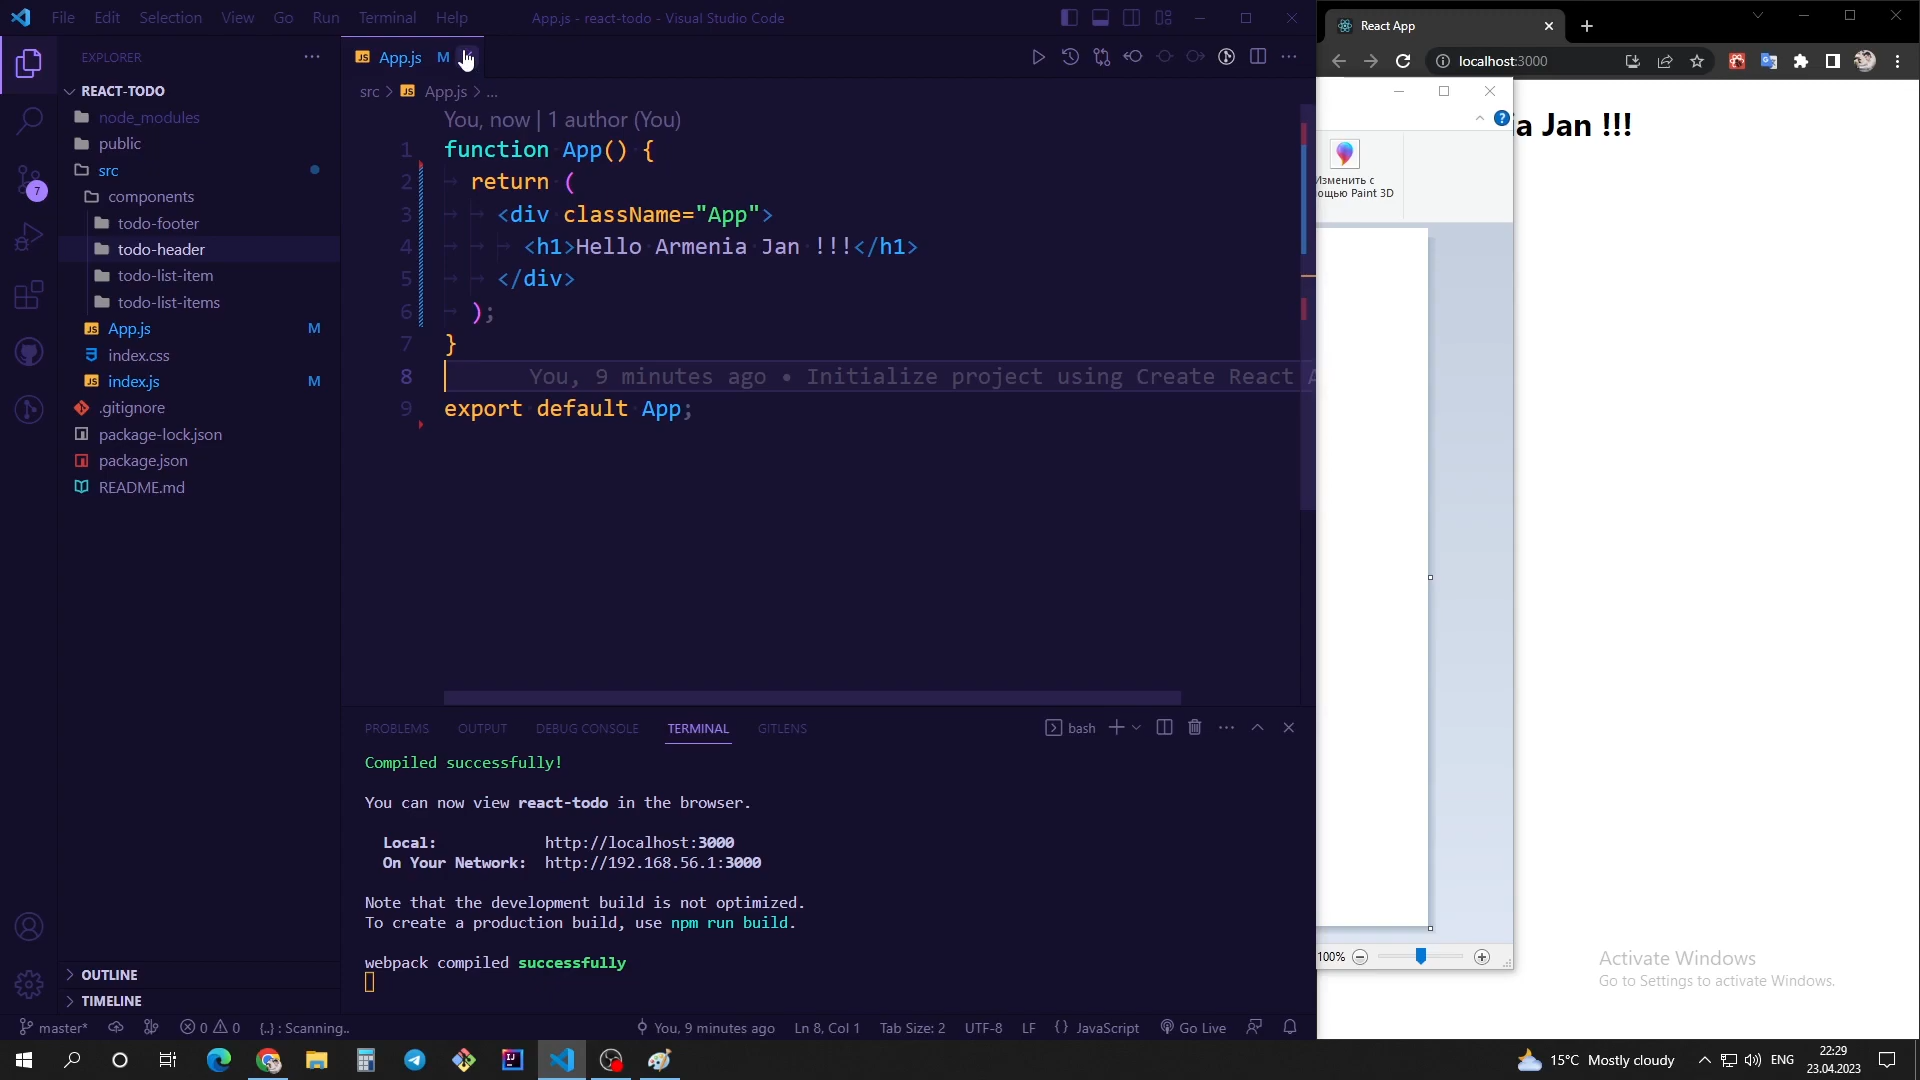 File Edit Selection View Go Run Terminal Help
App.js - react-todo - Visual Studio Code
EXPLORER
REACT-TODO
node_modules
public
src
components
todo-footer
todo-header
todo-list-item
todo-list-items
App.js M
index.css
index.js M
.gitignore
package-lock.json
package.json
README.md
OUTLINE
TIMELINE
7
JS App.js M
src > JS App.js > ...
You, now | 1 author (You)
1 function App() {
2 return (
3 <div className="App">
4 <h1>Hello Armenia Jan !!!</h1>
5 </div>
6 );
7 }
8 You, 9 minutes ago • Initialize project using Create React
9 export default App;
PROBLEMS OUTPUT DEBUG CONSOLE TERMINAL GITLENS
bash
Compiled successfully!
You can now view react-todo in the browser.
Local: http://localhost:3000
On Your Network: http://192.168.56.1:3000
Note that the development build is not optimized.
To create a production build, use npm run build.
webpack compiled successfully
master* 0 0 {..} : Scanning.. You, 9 minutes ago Ln 8, Col 1 Tab Size: 2 UTF-8 LF {} JavaScript Go Live
React App
localhost:3000
ia Jan !!!
Изменить с
ощью Paint 3D
100%
Activate Windows
Go to Settings to activate Windows.
15°C Mostly cloudy
ENG
22:29
23.04.2023